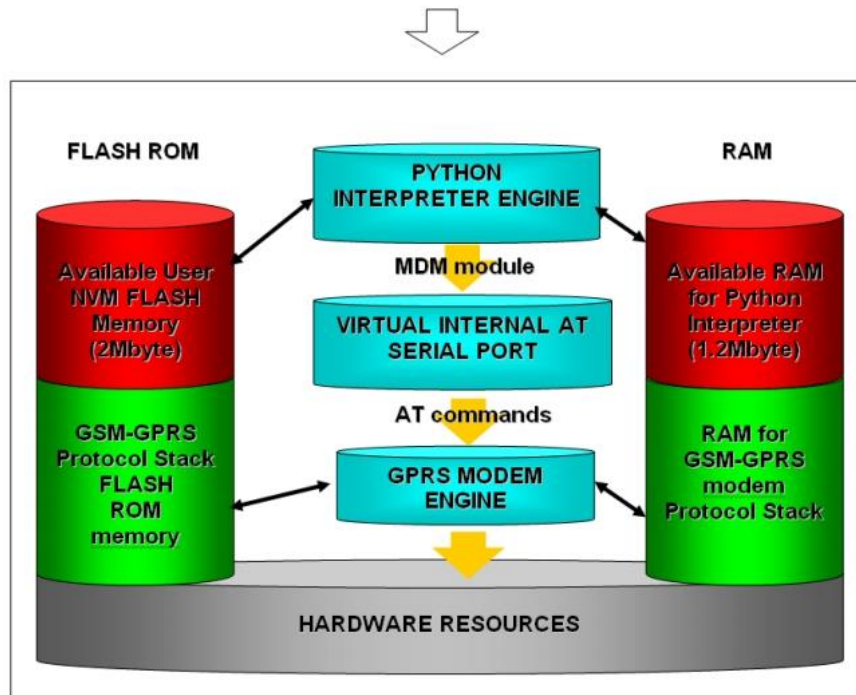 FLASH ROM
RAM
PYTHON
INTERPRETER ENGINE
Available User
NVM FLASH
Memory
(2Mbyte)
MDM module
Available RAM
for Python
Interpreter
(1.2Mbyte)
VIRTUAL INTERNAL AT
SERIAL PORT
AT commands
GSM-GPRS
Protocol Stack
FLASH
ROM
memory
GPRS MODEM
ENGINE
RAM for
GSM-GPRS
modem
Protocol Stack
HARDWARE RESOURCES